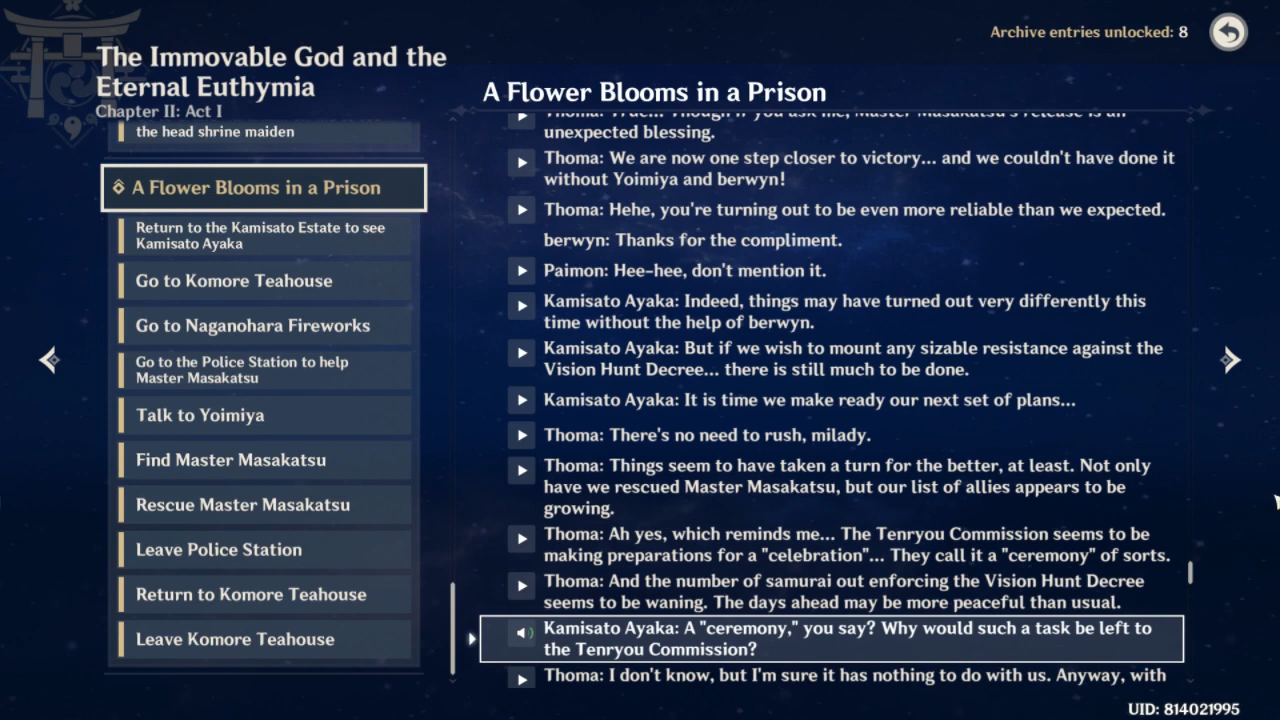 Archive entries unlocked: 8
The Immovable God and the
Eternal Euthymia
Chapter II: Act I
the head shrine maiden
A Flower Blooms in a Prison
Return to the Kamisato Estate to see
Kamisato Ayaka
Go to Komore Teahouse
Go to Naganohara Fireworks
Go to the Police Station to help
Master Masakatsu
Talk to Yoimiya
Find Master Masakatsu
Rescue Master Masakatsu
Leave Police Station
Return to Komore Teahouse
Leave Komore Teahouse
A Flower Blooms in a Prison
Thoma: True... Though if you ask me, Master Masakatsu's release is an
unexpected blessing.
Thoma: We are now one step closer to victory... and we couldn't have done it
without Yoimiya and berwyn!
Thoma: Hehe, you're turning out to be even more reliable than we expected.
berwyn: Thanks for the compliment.
Paimon: Hee-hee, don't mention it.
Kamisato Ayaka: Indeed, things may have turned out very differently this
time without the help of berwyn.
Kamisato Ayaka: But if we wish to mount any sizable resistance against the
Vision Hunt Decree... there is still much to be done.
Kamisato Ayaka: It is time we make ready our next set of plans...
Thoma: There's no need to rush, milady.
Thoma: Things seem to have taken a turn for the better, at least. Not only
have we rescued Master Masakatsu, but our list of allies appears to be
growing.
Thoma: Ah yes, which reminds me... The Tenryou Commission seems to be
making preparations for a "celebration"... They call it a "ceremony" of sorts.
Thoma: And the number of samurai out enforcing the Vision Hunt Decree
seems to be waning. The days ahead may be more peaceful than usual.
Kamisato Ayaka: A "ceremony," you say? Why would such a task be left to
the Tenryou Commission?
Thoma: I don't know, but I'm sure it has nothing to do with us. Anyway, with
UID: 814021995